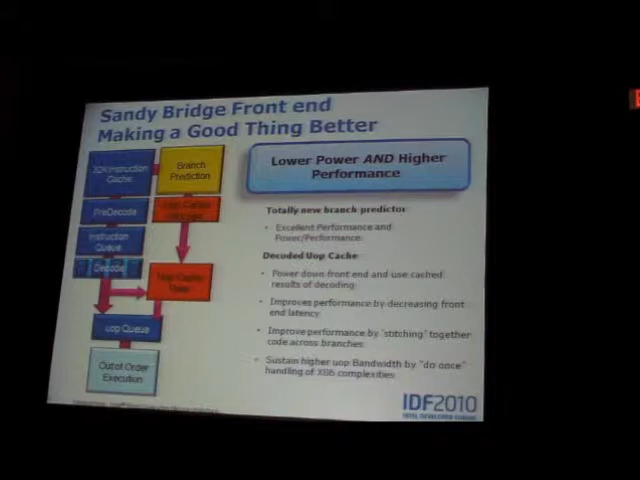 Sandy Bridge Front end
Making a Good Thing Better
32K Instruction
Cache
Branch
Prediction
Lower Power AND Higher
Performance
PreDecode
Instruction
Queue
Decode
uop Queue
Out of Order
Execution
Totally new branch predictor
• Excellent Performance and
Power/Performance
Decoded Uop Cache
• Power down front end and use cached
results of decoding
• Improves performance by decreasing front
end latency
• Improve performance by "stitching" together
code across branches
• Sustain higher uop Bandwidth by "do once"
handling of X86 complexities
IDF2010
INTEL DEVELOPER FORUM